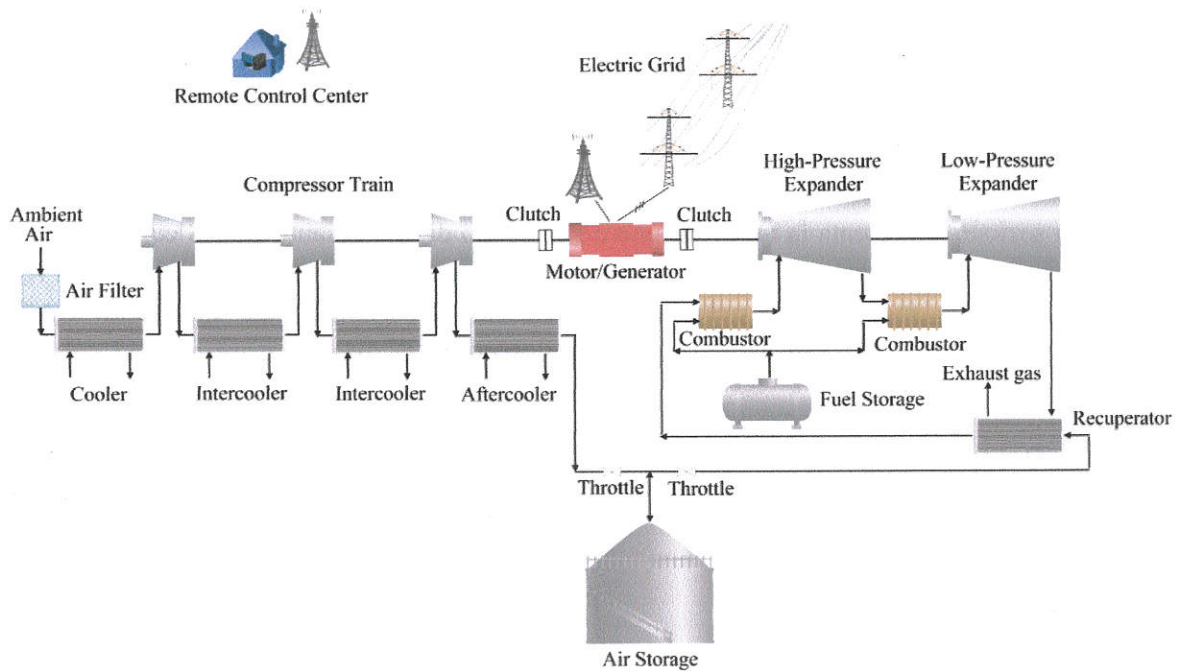 Electric Grid
Remote Control Center
High-Pressure
Expander
Low-Pressure
Expander
Compressor Train
Ambient
Air
Clutch
Clutch
Motor/Generator
Air Filter
Combustor
Combustor
Cooler
Intercooler
Intercooler
Aftercooler
Exhaust gas
Fuel Storage
Recuperator
Throttle
Throttle
Air Storage